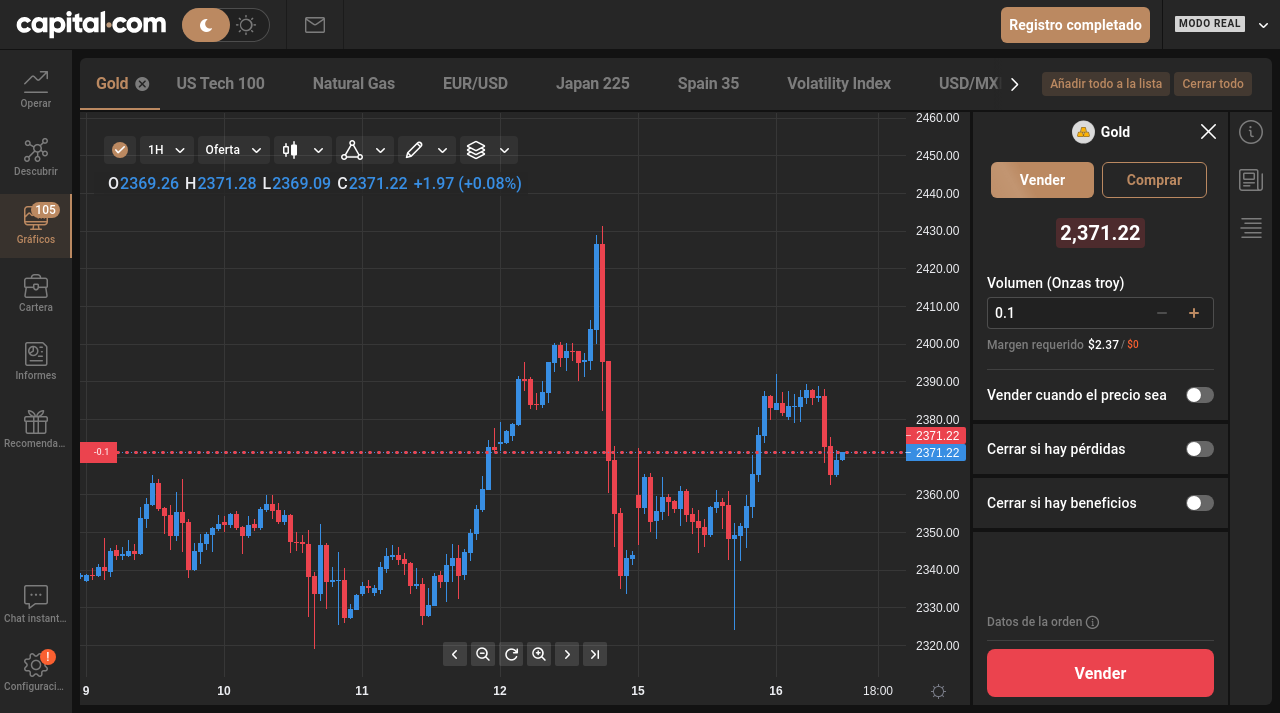 capital.com
Registro completado
MODO REAL
Operar
Descubrir
105
Gráficos
Cartera
Informes
Recomenda...
Chat instant...
!
Configuraci...
Gold US Tech 100 Natural Gas EUR/USD Japan 225 Spain 35 Volatility Index USD/MX
Añadir todo a la lista Cerrar todo
1H Oferta
O2369.26 H2371.28 L2369.09 C2371.22 +1.97 (+0.08%)
2460.00
2450.00
2440.00
2430.00
2420.00
2410.00
2400.00
2390.00
2380.00
2371.22
2371.22
2360.00
2350.00
2340.00
2330.00
2320.00
-0.1
9 10 11 12 15 16 18:00
Gold
Vender Comprar
2,371.22
Volumen (Onzas troy)
0.1
Margen requerido $2.37 / $0
Vender cuando el precio sea
Cerrar si hay pérdidas
Cerrar si hay beneficios
Datos de la orden
Vender